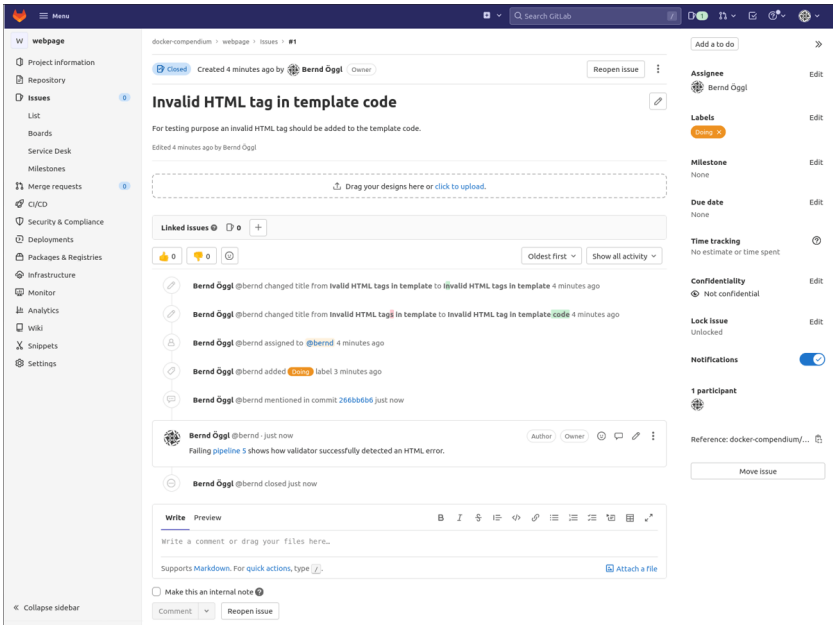 Menu
Search GitLab
/
1
W webpage
Project information
Repository
Issues 0
List
Boards
Service Desk
Milestones
Merge requests 0
CI/CD
Security & Compliance
Deployments
Packages & Registries
Infrastructure
Monitor
Analytics
Wiki
Snippets
Settings
Collapse sidebar
docker-compendium › webpage › Issues › #1
Closed Created 4 minutes ago by Bernd Öggl Owner
Reopen issue
Invalid HTML tag in template code
For testing purpose an invalid HTML tag should be added to the template code.
Edited 4 minutes ago by Bernd Öggl
Drag your designs here or click to upload.
Linked issues 0 +
0 0
Oldest first Show all activity
Bernd Öggl @bernd changed title from Ivalid HTML tags in template to Invalid HTML tags in template 4 minutes ago
Bernd Öggl @bernd changed title from Invalid HTML tags in template to Invalid HTML tag in template code 4 minutes ago
Bernd Öggl @bernd assigned to @bernd 4 minutes ago
Bernd Öggl @bernd added Doing label 3 minutes ago
Bernd Öggl @bernd mentioned in commit 266bb6b6 just now
Bernd Öggl @bernd · just now
Author Owner
Failing pipeline 5 shows how validator successfully detected an HTML error.
Bernd Öggl @bernd closed just now
Write Preview
Write a comment or drag your files here…
Supports Markdown. For quick actions, type /.
Attach a file
Make this an internal note
Comment Reopen issue
Add a to do
Assignee Edit
Bernd Öggl
Labels Edit
Doing ×
Milestone Edit
None
Due date Edit
None
Time tracking
No estimate or time spent
Confidentiality Edit
Not confidential
Lock issue Edit
Unlocked
Notifications
1 participant
Reference: docker-compendium/...
Move issue